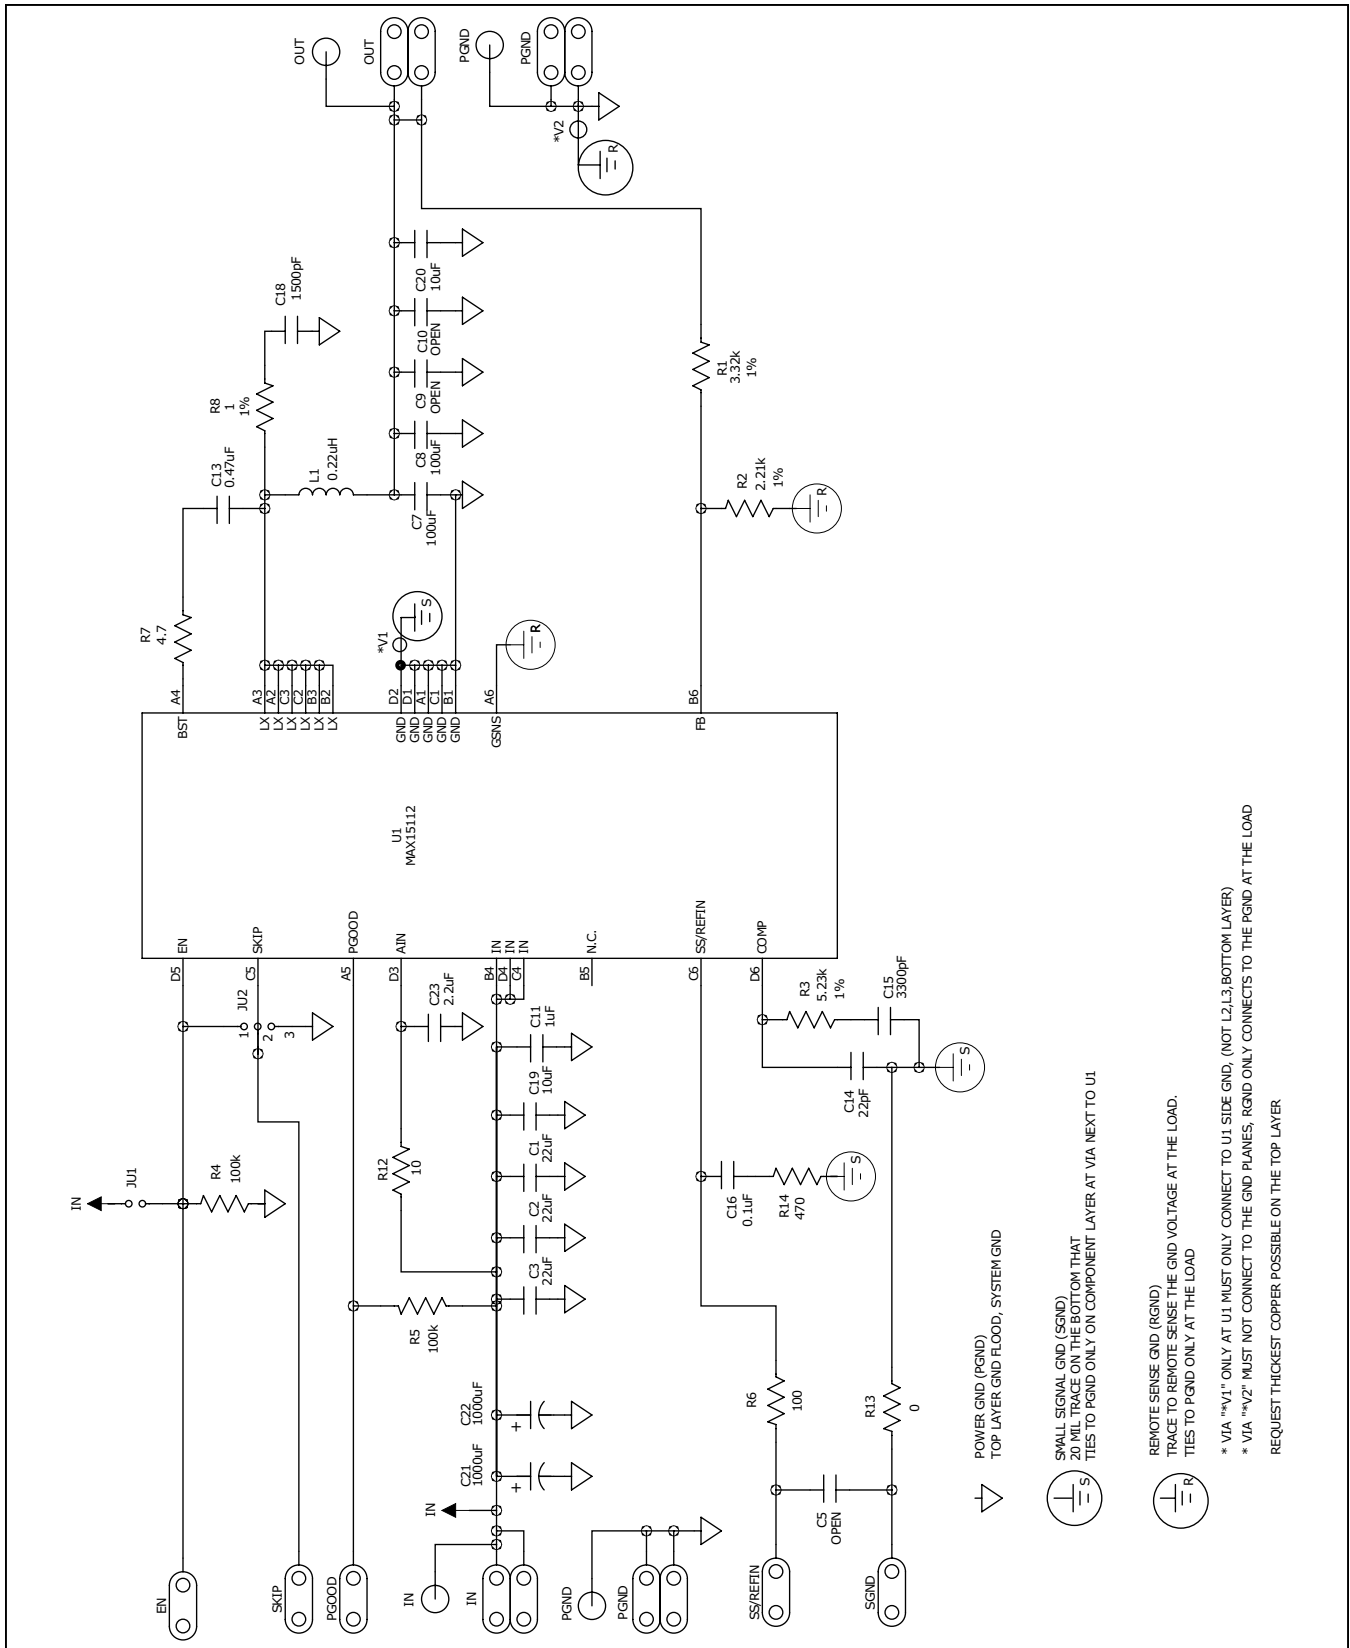 OUT
OUT
PGND
PGND
*V2
R
C18
1500pF
C20
10uF
C10
OPEN
C9
OPEN
C8
100uF
C7
100uF
R8
1
1%
C13
0.47uF
L1
0.22uH
R1
3.32k
1%
R2
2.21k
1%
R
R7
4.7
*V1
S
R
A4
A3
A2
C3
C2
B3
B2
D2
D1
A1
C1
B1
A6
B6
BST
LX
LX
LX
LX
LX
LX
GND
GND
GND
GND
GND
GSNS
FB
U1
MAX15112
EN
SKIP
PGOOD
AIN
IN
IN
IN
N.C.
SS/REFIN
COMP
D5
C5
A5
D3
B4
D4
C4
B5
C6
D6
JU2
1
2
3
C23
2.2uF
C11
1uF
C19
10uF
C1
22uF
C2
22uF
C3
22uF
R3
5.23k
1%
C15
3300pF
C14
22pF
S
IN
JU1
R4
100k
R12
10
C16
0.1uF
R14
470
S
R5
100k
C22
1000uF
+
C21
1000uF
+
IN
R6
100
R13
0
C5
OPEN
EN
SKIP
PGOOD
IN
IN
PGND
PGND
SS/REFIN
SGND
POWER GND (PGND)
TOP LAYER GND FLOOD, SYSTEM GND
S
SMALL SIGNAL GND (SGND)
20 MIL TRACE ON THE BOTTOM THAT
TIES TO PGND ONLY ON COMPONENT LAYER AT VIA NEXT TO U1
R
REMOTE SENSE GND (RGND)
TRACE TO REMOTE SENSE THE GND VOLTAGE AT THE LOAD.
TIES TO PGND ONLY AT THE LOAD
* VIA "*V1" ONLY AT U1 MUST ONLY CONNECT TO U1 SIDE GND, (NOT L2,L3,BOTTOM LAYER)
* VIA "*V2" MUST NOT CONNECT TO THE GND PLANES, RGND ONLY CONNECTS TO THE PGND AT THE LOAD
REQUEST THICKEST COPPER POSSIBLE ON THE TOP LAYER